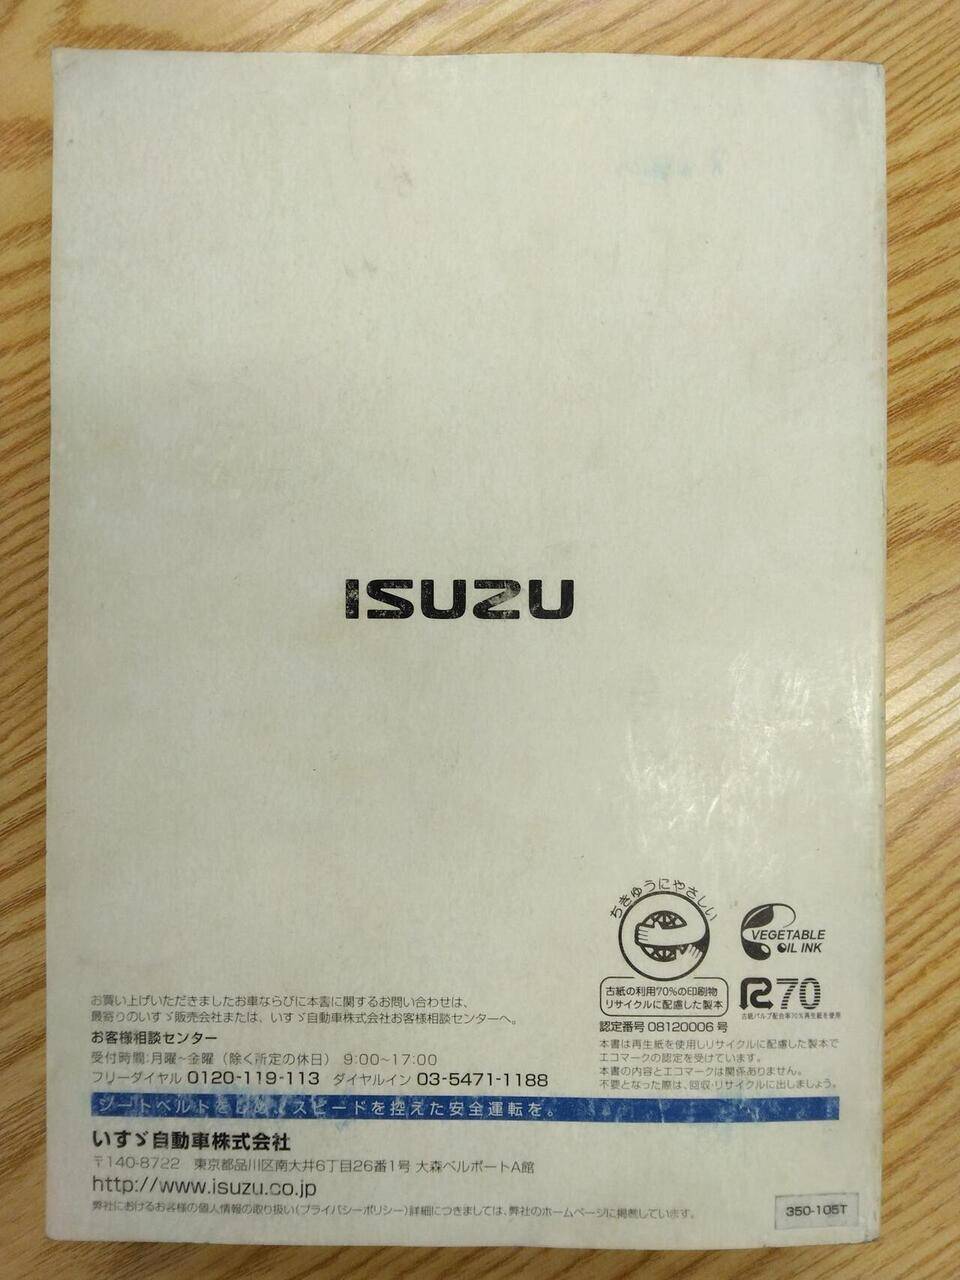 ISUZU
ちきゅうにやさしい
VEGETABLE
OIL INK
古紙の利用70%の印刷物
リサイクルに配慮した製本
R70
古紙パルプ配合率70%再生紙を使用
認定番号 08120006 号
本書は再生紙を使用しリサイクルに配慮した製本で
エコマークの認定を受けています。
本書の内容とエコマークは関係ありません。
不要となった際は、回収・リサイクルに出しましょう。
お買い上げいただきましたお車ならびに本書に関するお問い合わせは、
最寄りのいすゞ販売会社または、いすゞ自動車株式会社お客様相談センターへ。
お客様相談センター
受付時間:月曜~金曜（除く所定の休日） 9:00~17:00
フリーダイヤル 0120-119-113 ダイヤルイン 03-5471-1188
シートベルトをしめ、スピードを控えた安全運転を。
いすゞ自動車株式会社
〒140-8722 東京都品川区南大井6丁目26番1号 大森ベルポートA館
http://www.isuzu.co.jp
弊社におけるお客様の個人情報の取り扱い(プライバシーポリシー)詳細につきましては、弊社のホームページに掲載しています。
350-105T